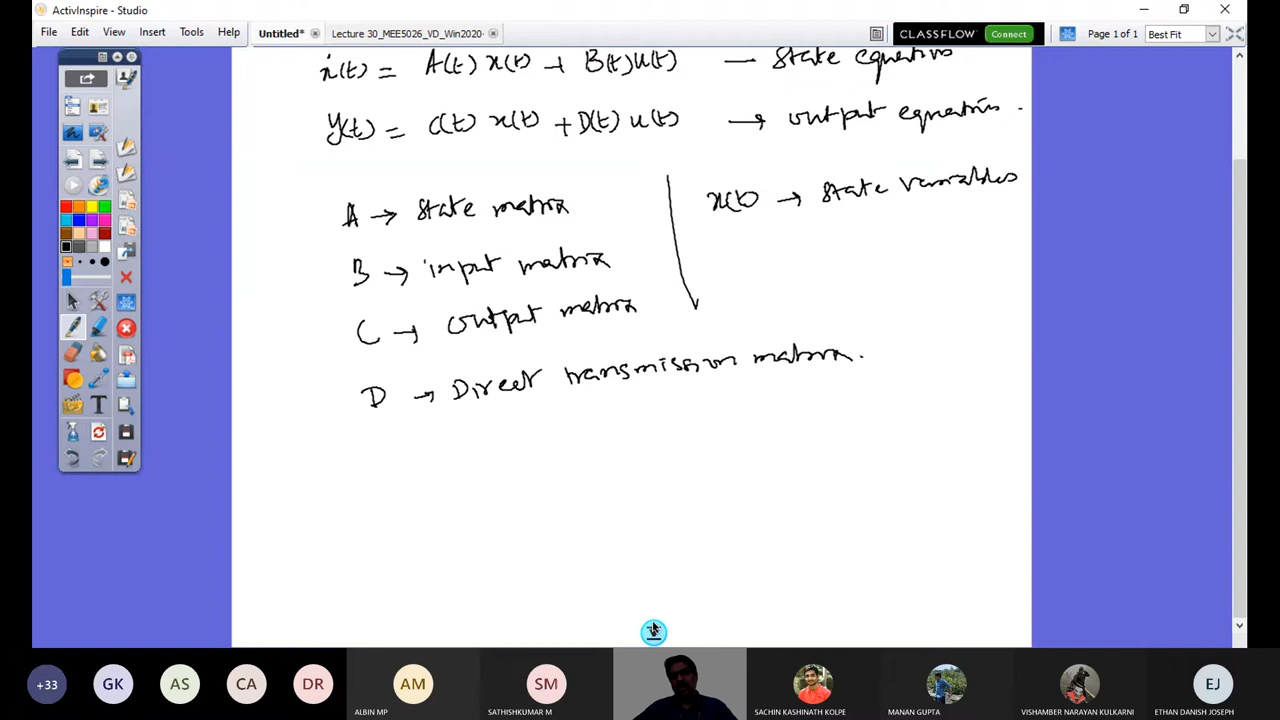 ActivInspire - Studio
File Edit View Insert Tools Help
Untitled* Lecture 30_MEE5026_VD_Win2020- CLASSFLOW Connect Page 1 of 1 Best Fit
ẋ(t) = A(t) x(t) + B(t) u(t) — State equation
y(t) = C(t) x(t) + D(t) u(t) → output equation.
A → State matrix
x(t) → State variables
B → input matrix
C → output matrix
D → Direct transmission matrix.
+33 GK AS CA DR AM SM EJ
ALBIN MP SATHISHKUMAR M SACHIN KASHINATH KOLPE MANAN GUPTA VISHAMBER NARAYAN KULKARNI ETHAN DANISH JOSEPH